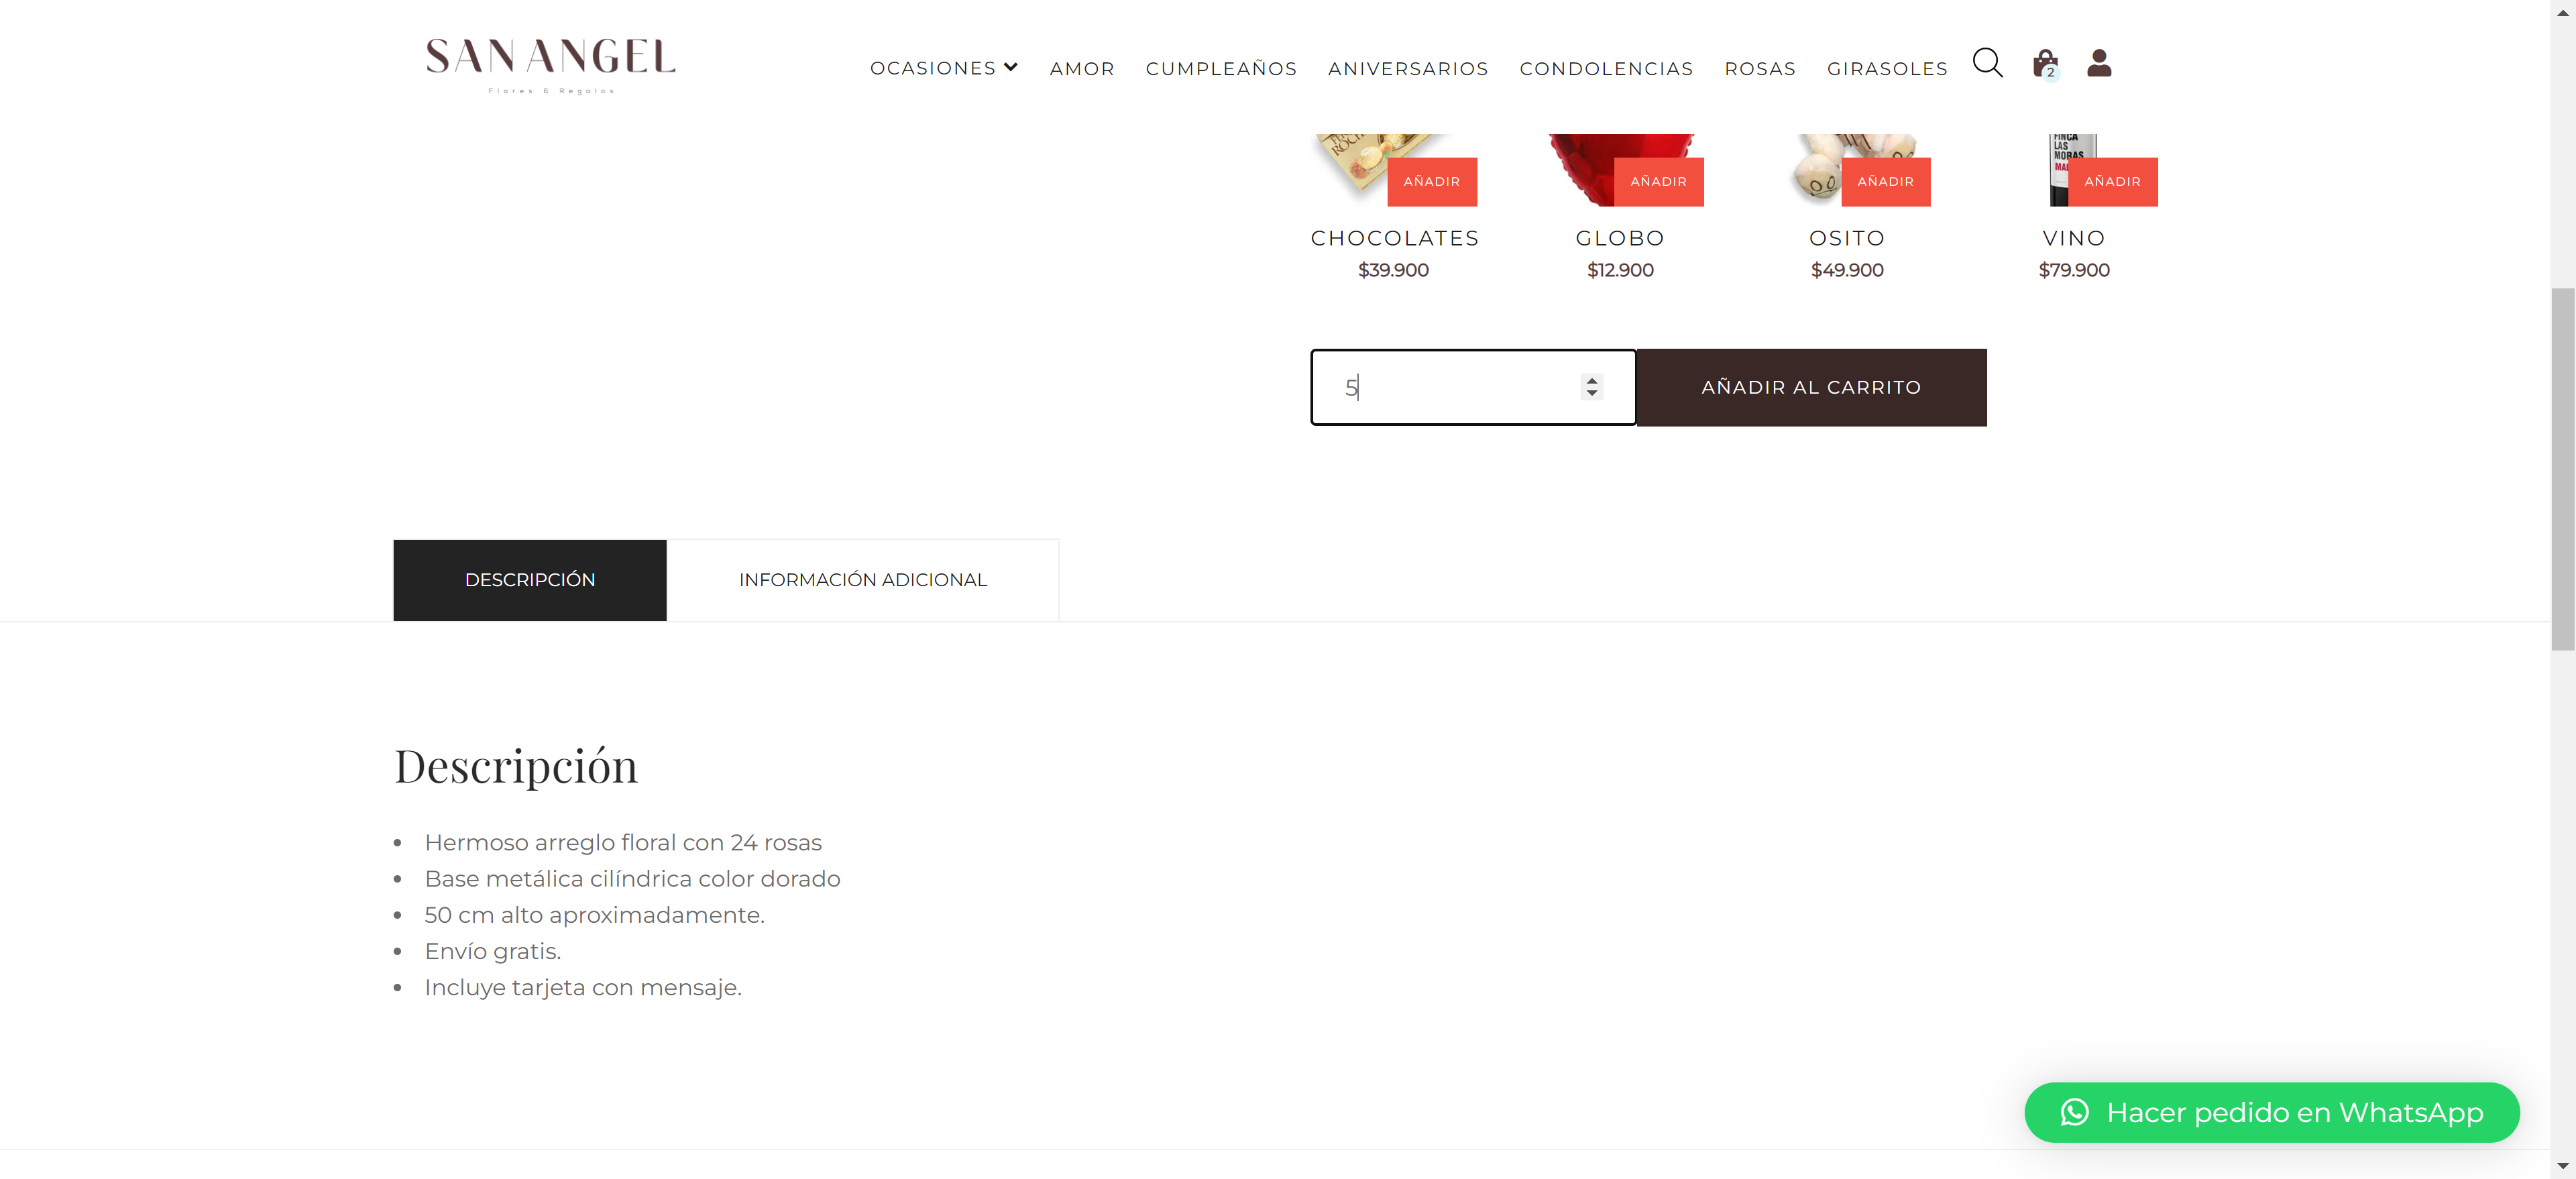 SAN ANGEL
Flores & Regalos
OCASIONES AMOR CUMPLEAÑOS ANIVERSARIOS CONDOLENCIAS ROSAS GIRASOLES
2
FINCA
LAS
MORAS
AÑADIR AÑADIR AÑADIR AÑADIR
CHOCOLATES GLOBO OSITO VINO
$39.900 $12.900 $49.900 $79.900
5 AÑADIR AL CARRITO
DESCRIPCIÓN INFORMACIÓN ADICIONAL
Descripción
• Hermoso arreglo floral con 24 rosas
• Base metálica cilíndrica color dorado
• 50 cm alto aproximadamente.
• Envío gratis.
• Incluye tarjeta con mensaje.
Hacer pedido en WhatsApp